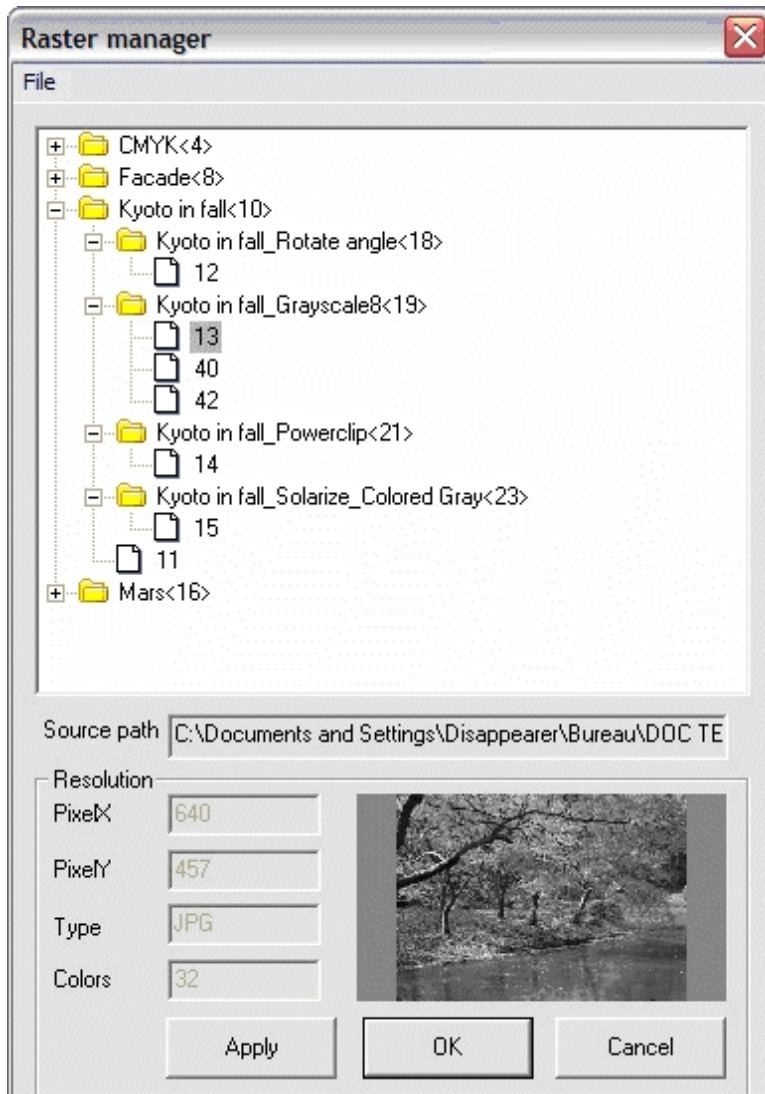 Raster manager
File
CMYK<4>
Facade<8>
Kyoto in fall<10>
Kyoto in fall_Rotate angle<18>
12
Kyoto in fall_Grayscale8<19>
13
40
42
Kyoto in fall_Powerclip<21>
14
Kyoto in fall_Solarize_Colored Gray<23>
15
11
Mars<16>
Source path C:\Documents and Settings\Disappearer\Bureau\DOC TE
Resolution
PixelX 640
PixelY 457
Type JPG
Colors 32
Apply OK Cancel